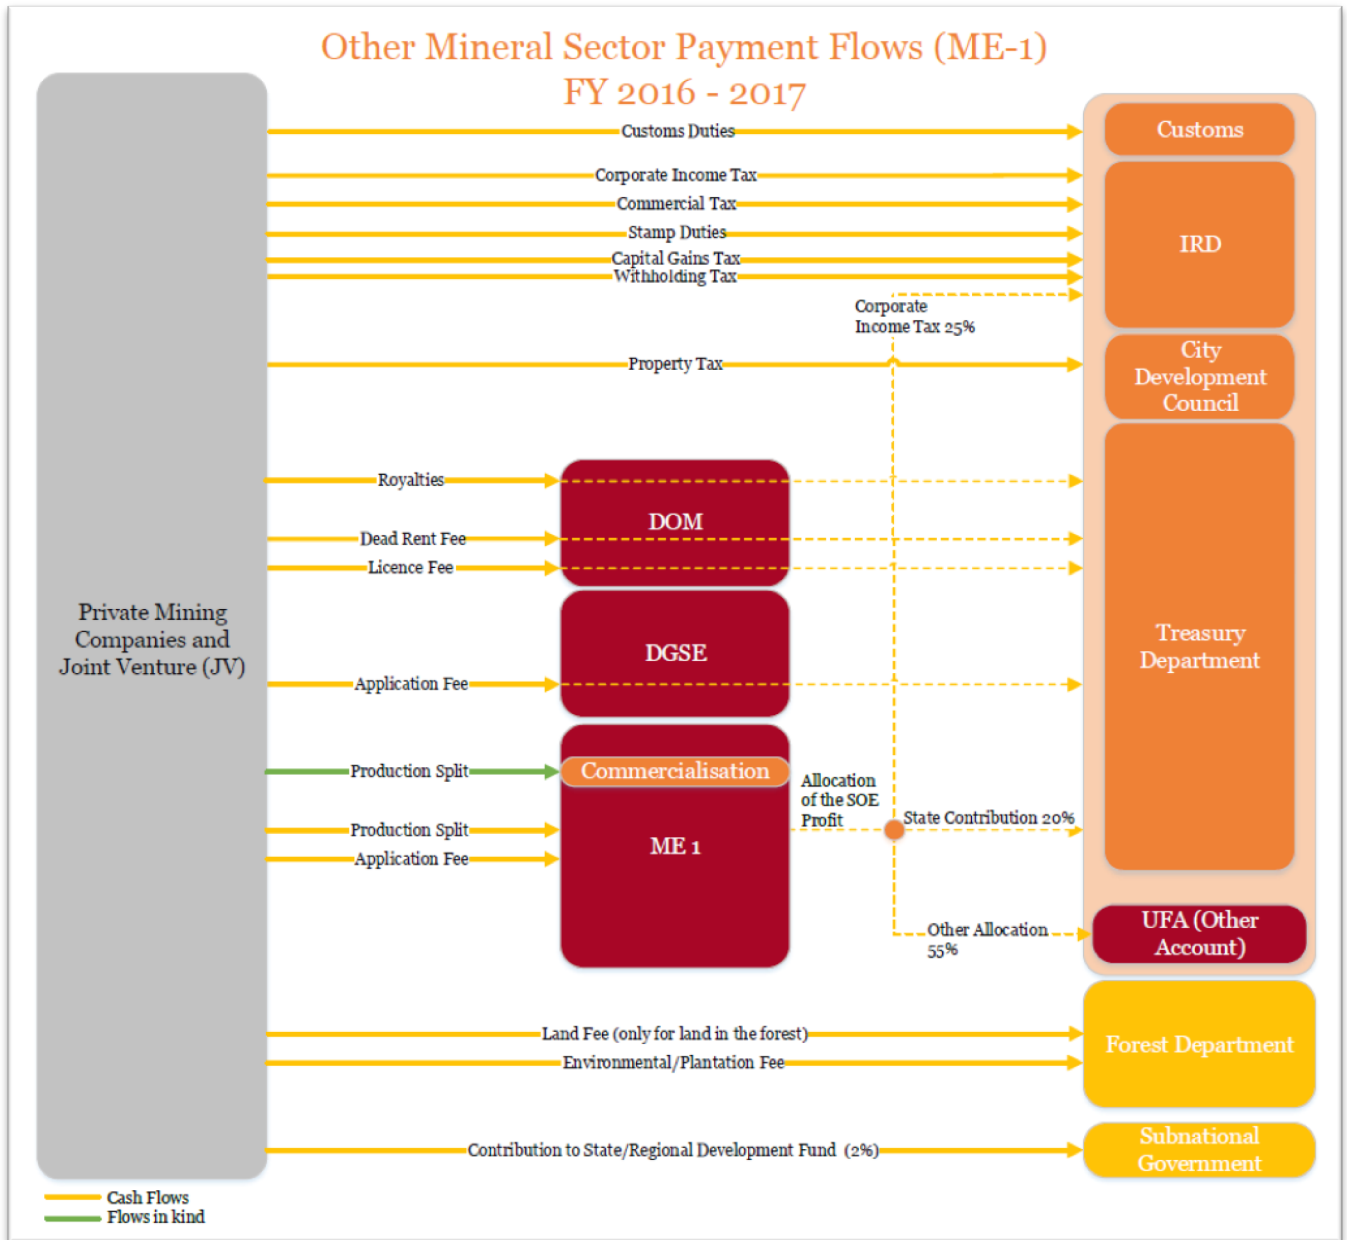 Other Mineral Sector Payment Flows (ME-1)
FY 2016 - 2017
Customs Duties
Customs
Corporate Income Tax
Commercial Tax
Stamp Duties
IRD
Capital Gains Tax
Withholding Tax
Corporate
Income Tax 25%
Property Tax
City
Development
Council
Royalties
DOM
Dead Rent Fee
Licence Fee
Private Mining
Companies and
Joint Venture (JV)
DGSE
Treasury
Department
Application Fee
Production Split
Commercialisation
Allocation
of the SOE
Profit
State Contribution 20%
Production Split
ME 1
Application Fee
Other Allocation
55%
UFA (Other
Account)
Land Fee (only for land in the forest)
Environmental/Plantation Fee
Forest Department
Contribution to State/Regional Development Fund (2%)
Subnational
Government
Cash Flows
Flows in kind